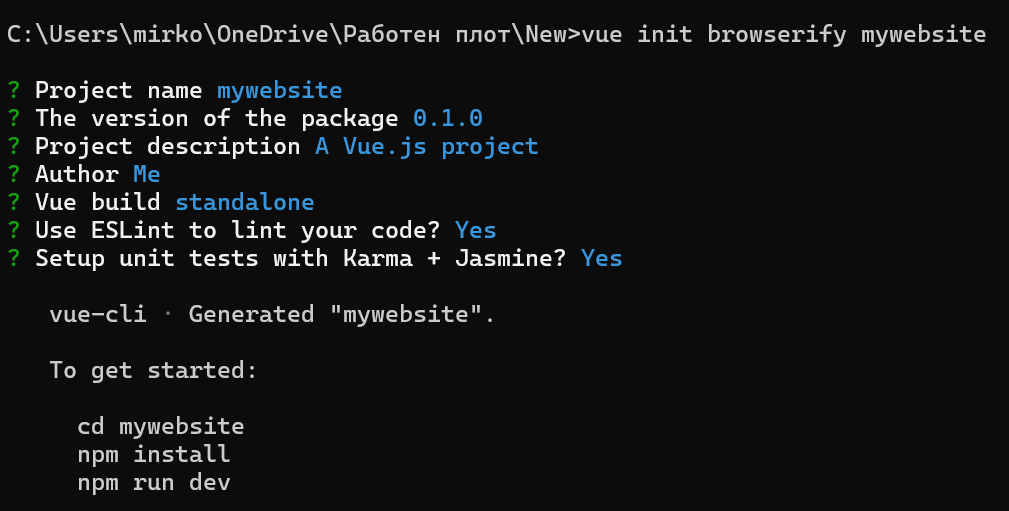 C:\Users\mirko\OneDrive\Работен плот\New>vue init browserify mywebsite
? Project name mywebsite
? The version of the package 0.1.0
? Project description A Vue.js project
? Author Me
? Vue build standalone
? Use ESLint to lint your code? Yes
? Setup unit tests with Karma + Jasmine? Yes
vue-cli · Generated "mywebsite".
To get started:
cd mywebsite
npm install
npm run dev